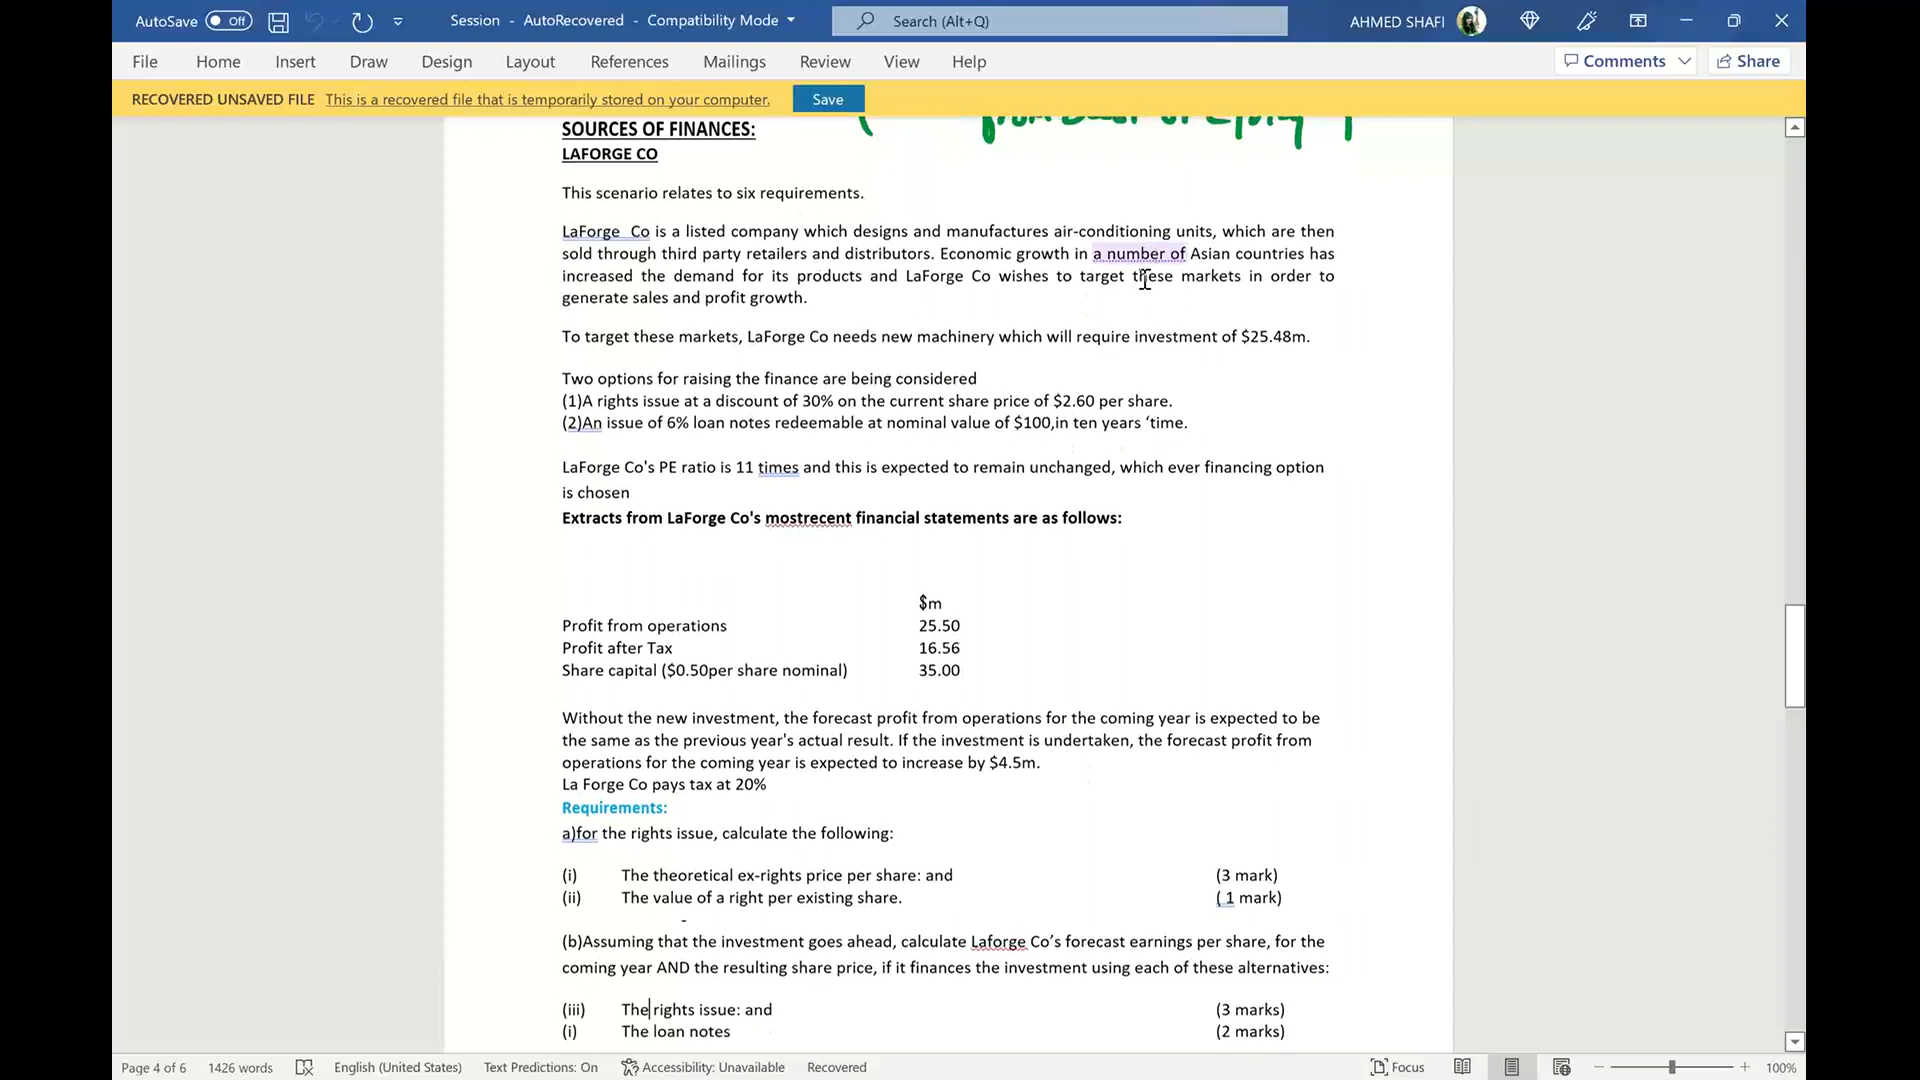 AutoSave Off Session - AutoRecovered - Compatibility Mode Search (Alt+Q) AHMED SHAFI
File Home Insert Draw Design Layout References Mailings Review View Help Comments Share
RECOVERED UNSAVED FILE This is a recovered file that is temporarily stored on your computer. Save
SOURCES OF FINANCES:
LAFORGE CO
This scenario relates to six requirements.
LaForge Co is a listed company which designs and manufactures air-conditioning units, which are then
sold through third party retailers and distributors. Economic growth in a number of Asian countries has
increased the demand for its products and LaForge Co wishes to target these markets in order to
generate sales and profit growth.
To target these markets, LaForge Co needs new machinery which will require investment of $25.48m.
Two options for raising the finance are being considered
(1)A rights issue at a discount of 30% on the current share price of $2.60 per share.
(2)An issue of 6% loan notes redeemable at nominal value of $100,in ten years ‘time.
LaForge Co's PE ratio is 11 times and this is expected to remain unchanged, which ever financing option
is chosen
Extracts from LaForge Co's mostrecent financial statements are as follows:
$m
Profit from operations 25.50
Profit after Tax 16.56
Share capital ($0.50per share nominal) 35.00
Without the new investment, the forecast profit from operations for the coming year is expected to be
the same as the previous year's actual result. If the investment is undertaken, the forecast profit from
operations for the coming year is expected to increase by $4.5m.
La Forge Co pays tax at 20%
Requirements:
a)for the rights issue, calculate the following:
(i) The theoretical ex-rights price per share: and (3 mark)
(ii) The value of a right per existing share. ( 1 mark)
(b)Assuming that the investment goes ahead, calculate Laforge Co’s forecast earnings per share, for the
coming year AND the resulting share price, if it finances the investment using each of these alternatives:
(iii) The rights issue: and (3 marks)
(i) The loan notes (2 marks)
Page 4 of 6 1426 words English (United States) Text Predictions: On Accessibility: Unavailable Recovered Focus 100%